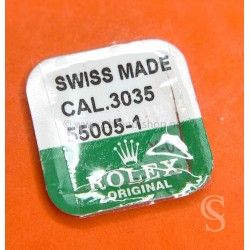 SWISS MADE
CAL.3035
55005-1
ROLEX
ORIGINAL
S